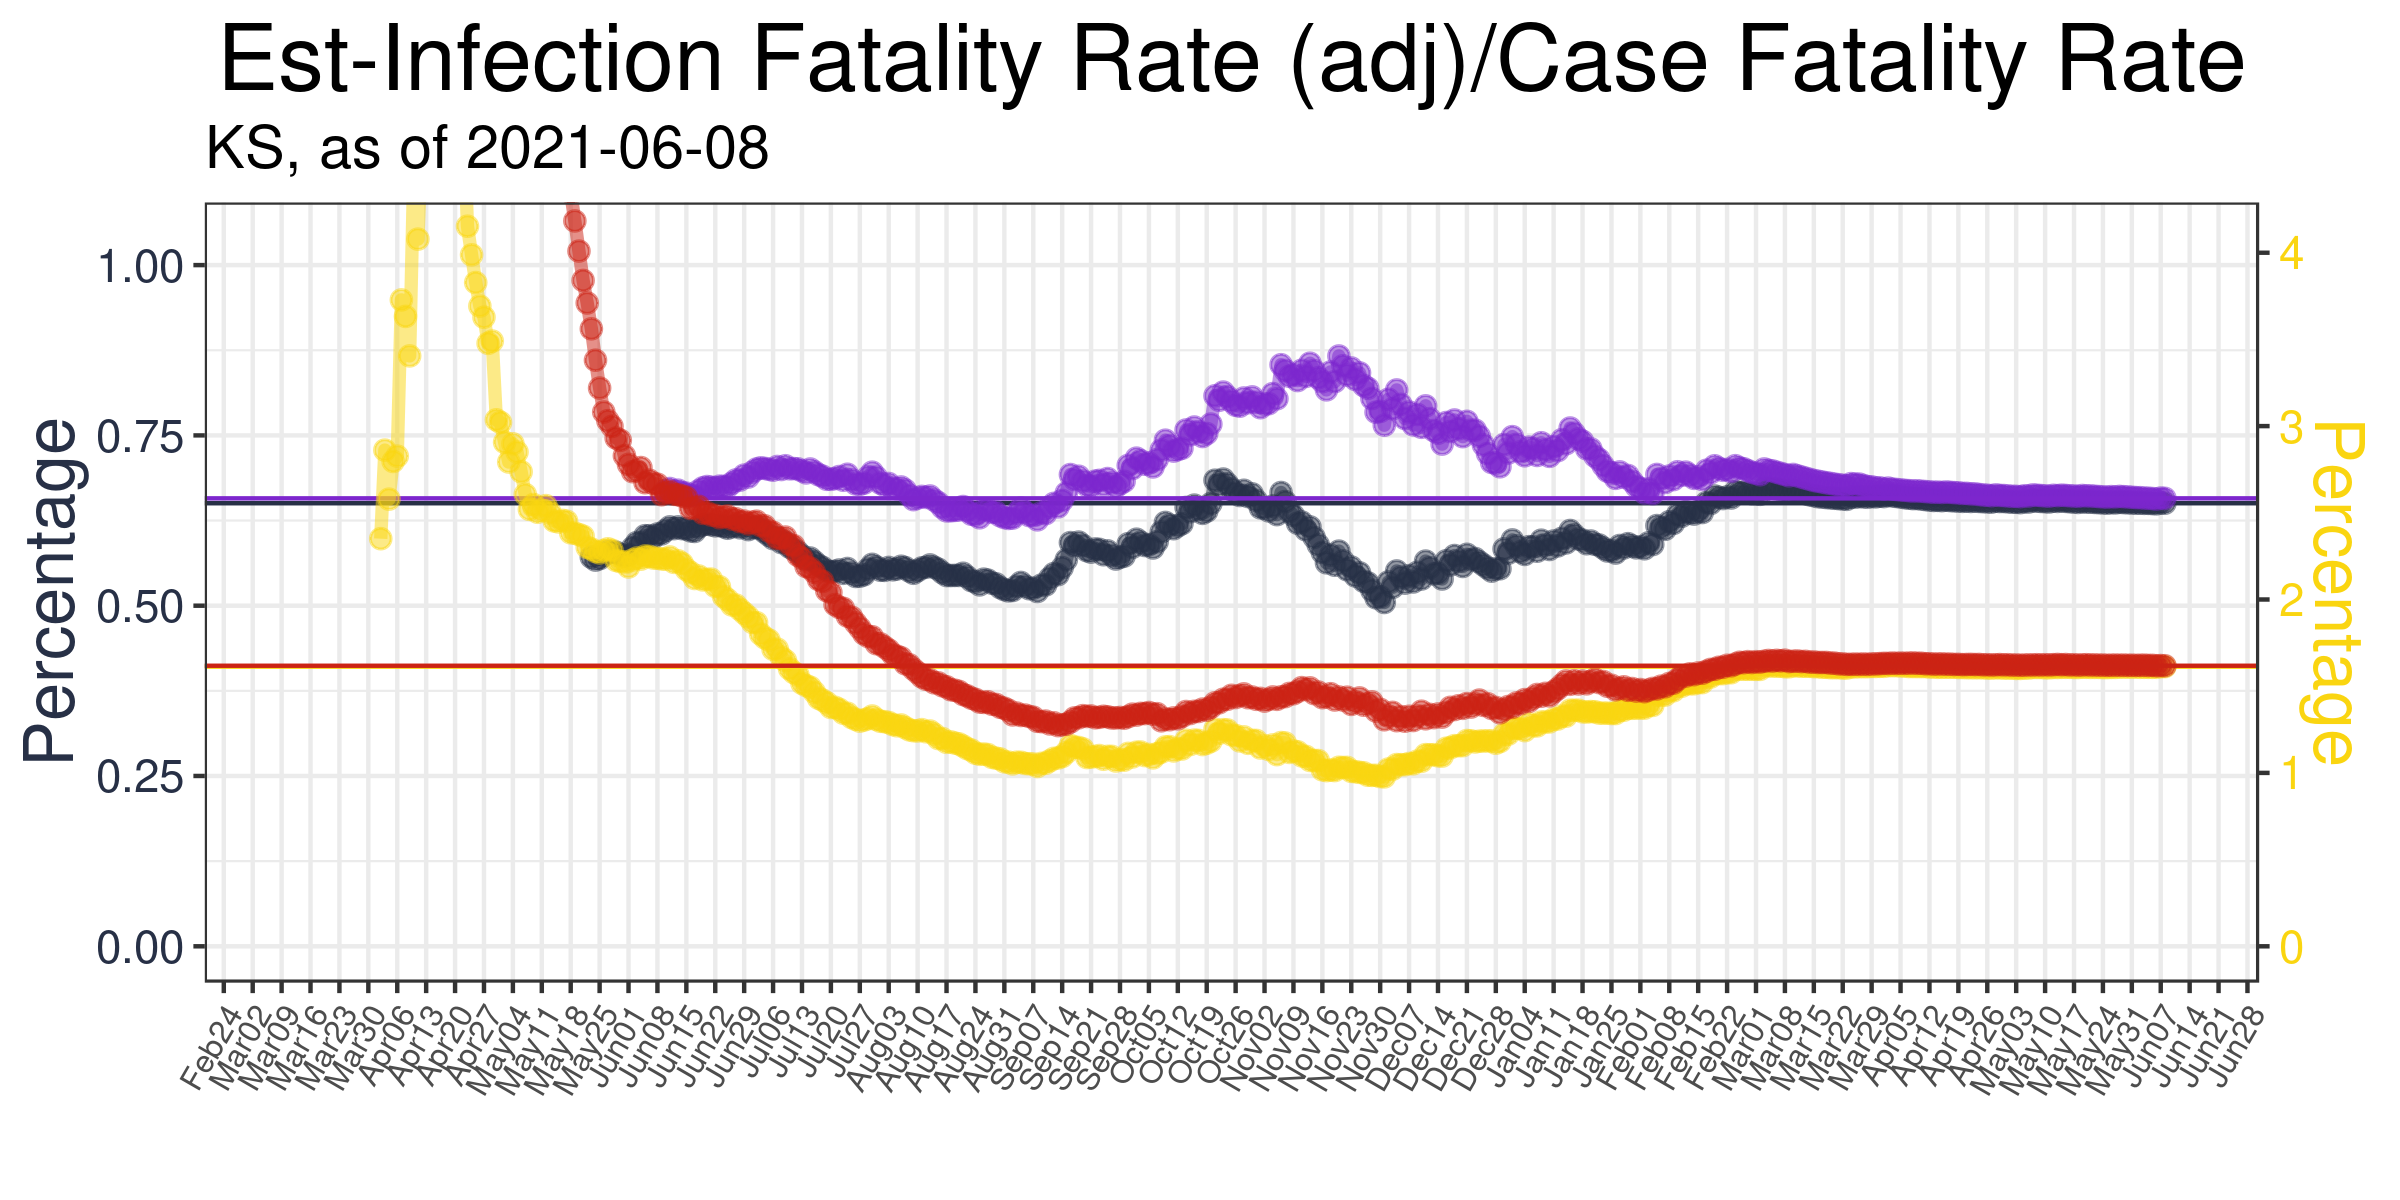 Est-Infection Fatality Rate (adj)/Case Fatality Rate
KS, as of 2021-06-08
Percentage
1.00
0.75
0.50
0.25
0.00
4
3
2
1
0
Percentage
Feb24
Mar02
Mar09
Mar16
Mar23
Mar30
Apr06
Apr13
Apr20
Apr27
May04
May11
May18
May25
Jun01
Jun08
Jun15
Jun22
Jun29
Jul06
Jul13
Jul20
Jul27
Aug03
Aug10
Aug17
Aug24
Aug31
Sep07
Sep14
Sep21
Sep28
Oct05
Oct12
Oct19
Oct26
Nov02
Nov09
Nov16
Nov23
Nov30
Dec07
Dec14
Dec21
Dec28
Jan04
Jan11
Jan18
Jan25
Feb01
Feb08
Feb15
Feb22
Mar01
Mar08
Mar15
Mar22
Mar29
Apr05
Apr12
Apr19
Apr26
May03
May10
May17
May24
May31
Jun07
Jun14
Jun21
Jun28